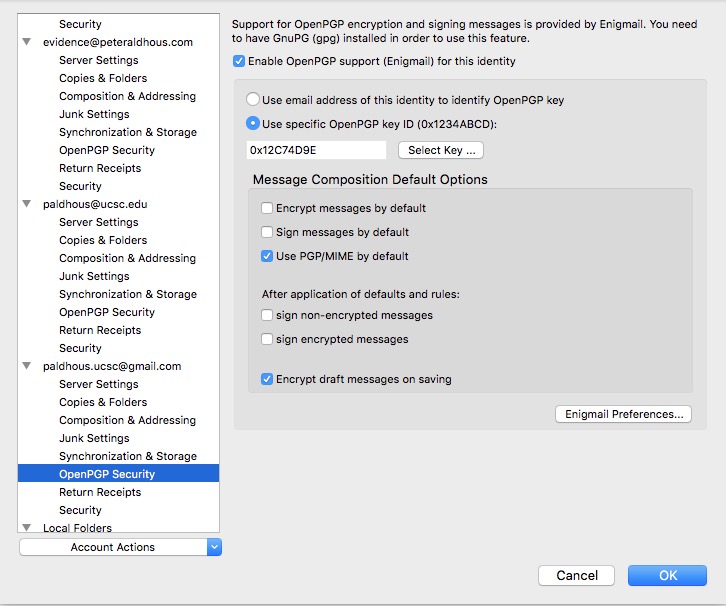 Security
evidence@peteraldhous.com
Server Settings
Copies & Folders
Composition & Addressing
Junk Settings
Synchronization & Storage
OpenPGP Security
Return Receipts
Security
paldhous@ucsc.edu
Server Settings
Copies & Folders
Composition & Addressing
Junk Settings
Synchronization & Storage
OpenPGP Security
Return Receipts
Security
paldhous.ucsc@gmail.com
Server Settings
Copies & Folders
Composition & Addressing
Junk Settings
Synchronization & Storage
OpenPGP Security
Return Receipts
Security
Local Folders
Account Actions
Support for OpenPGP encryption and signing messages is provided by Enigmail. You need
to have GnuPG (gpg) installed in order to use this feature.
Enable OpenPGP support (Enigmail) for this identity
Use email address of this identity to identify OpenPGP key
Use specific OpenPGP key ID (0x1234ABCD):
0x12C74D9E
Select Key ...
Message Composition Default Options
Encrypt messages by default
Sign messages by default
Use PGP/MIME by default
After application of defaults and rules:
sign non-encrypted messages
sign encrypted messages
Encrypt draft messages on saving
Enigmail Preferences...
Cancel
OK